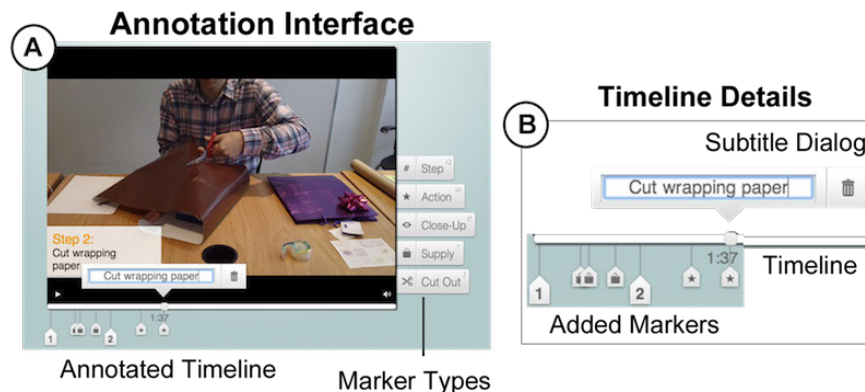 Annotation Interface
A
# Step
Action
Close-Up
Supply
Cut Out
Step 2:
Cut wrapping
paper
Cut wrapping paper
1:37
1
2
Annotated Timeline
Marker Types
Timeline Details
B
Subtitle Dialog
Cut wrapping paper
1:37
Timeline
1
2
Added Markers